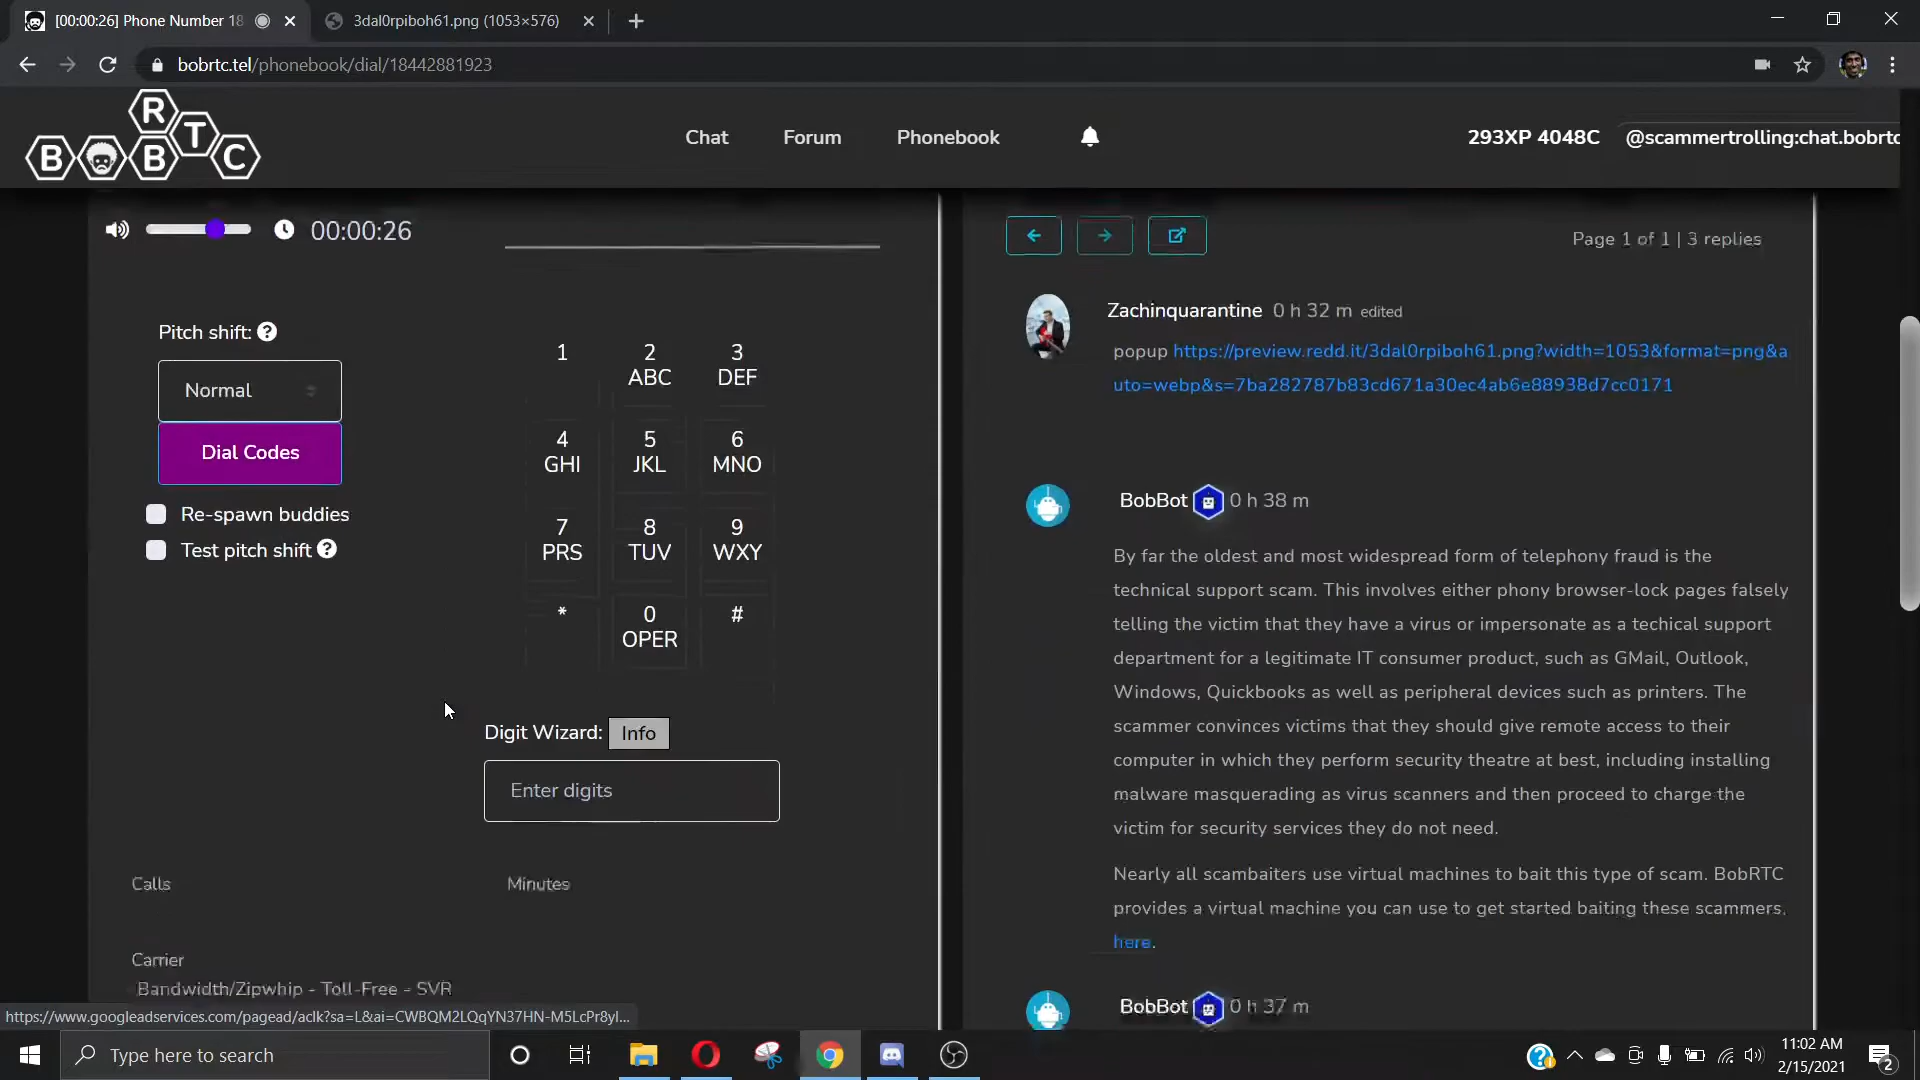 [00:00:26] Phone Number 18
3dal0rpiboh61.png (1053×576)
bobrtc.tel/phonebook/dial/18442881923
BOB RTC
Chat
Forum
Phonebook
293XP 4048C
@scammertrolling:chat.bobrtc
00:00:26
Pitch shift:
Normal
Dial Codes
Re-spawn buddies
Test pitch shift
1
2
ABC
3
DEF
4
GHI
5
JKL
6
MNO
7
PRS
8
TUV
9
WXY
*
0
OPER
#
Digit Wizard: Info
Enter digits
Calls
Minutes
Carrier
Bandwidth/Zipwhip - Toll-Free - SVR
Page 1 of 1 | 3 replies
Zachinquarantine 0 h 32 m edited
popup https://preview.redd.it/3dal0rpiboh61.png?width=1053&format=png&a
uto=webp&s=7ba282787b83cd671a30ec4ab6e88938d7cc0171
BobBot 0 h 38 m
By far the oldest and most widespread form of telephony fraud is the
technical support scam. This involves either phony browser-lock pages falsely
telling the victim that they have a virus or impersonate as a techical support
department for a legitimate IT consumer product, such as GMail, Outlook,
Windows, Quickbooks as well as peripheral devices such as printers. The
scammer convinces victims that they should give remote access to their
computer in which they perform security theatre at best, including installing
malware masquerading as virus scanners and then proceed to charge the
victim for security services they do not need.
Nearly all scambaiters use virtual machines to bait this type of scam. BobRTC
provides a virtual machine you can use to get started baiting these scammers,
here.
BobBot 0 h 37 m
https://www.googleadservices.com/pagead/aclk?sa=L&ai=CWBQM2LQqYN37HN-M5LcPr8yl...
Type here to search
11:02 AM
2/15/2021
2